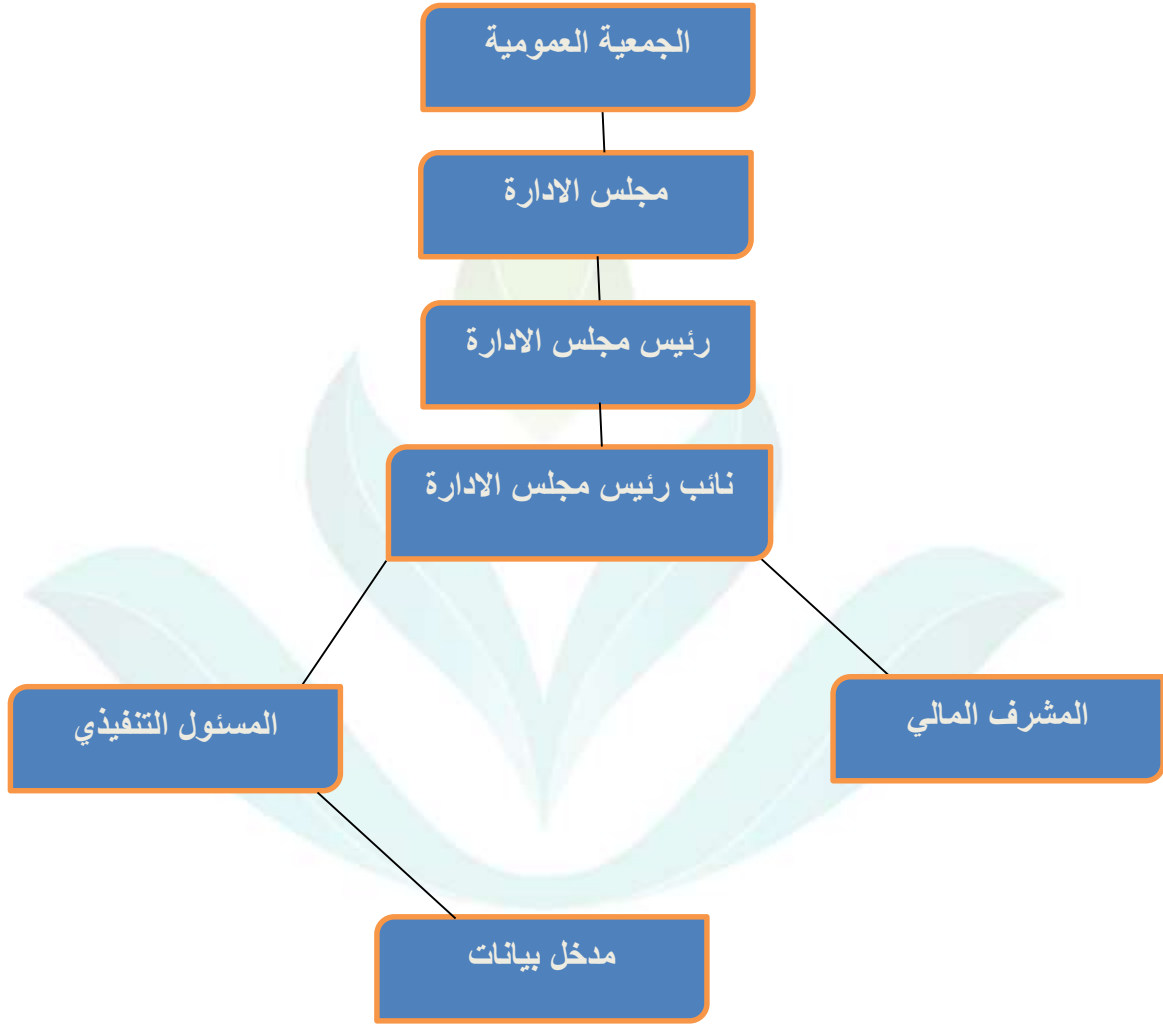 الجمعية العمومية
مجلس الادارة
رئيس مجلس الادارة
نائب رئيس مجلس الادارة
المشرف المالي
المسئول التنفيذي
مدخل بيانات